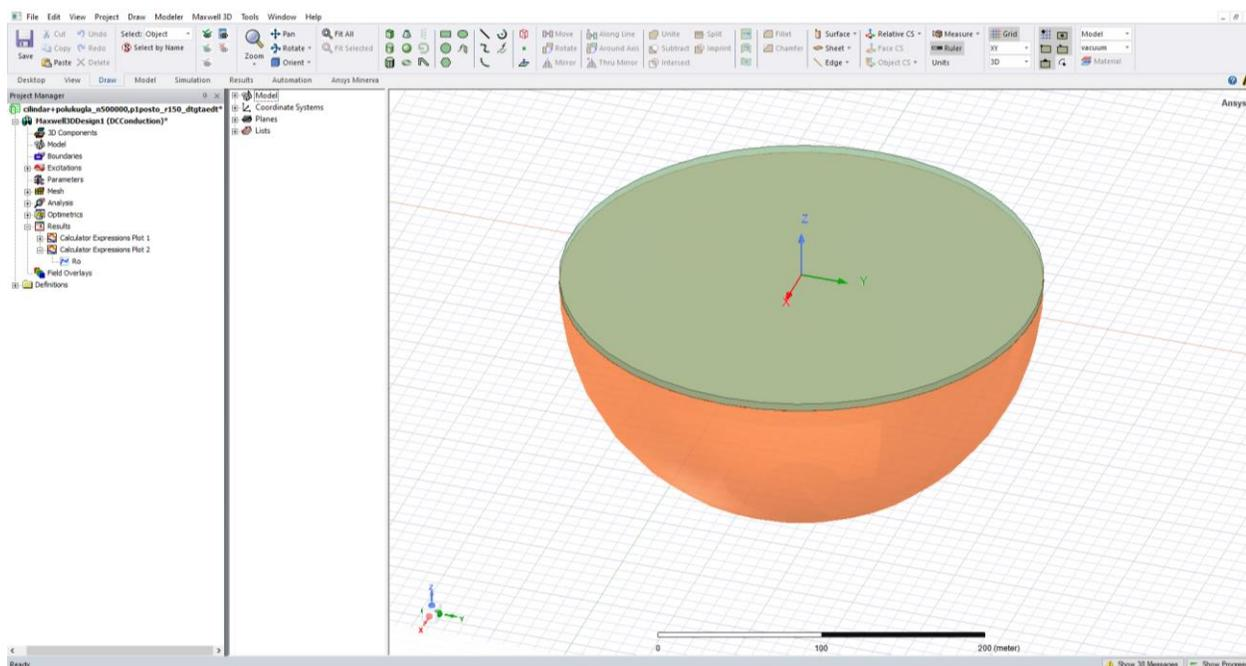 File Edit View Project Draw Modeler Maxwell 3D Tools Window Help
Save
Cut Undo
Copy Redo
Paste Delete
Select: Object
Select by Name
Zoom
Pan
Rotate
Orient
Fit All
Fit Selected
Move Along Line
Rotate Around Axis
Mirror Thru Mirror
Unite Split
Subtract Imprint
Intersect
Fillet
Chamfer
Surface
Sheet
Edge
Relative CS
Face CS
Object CS
Measure
Ruler
Units
Grid
XY
3D
Model
vacuum
Material
Desktop View Draw Model Simulation Results Automation Ansys Minerva
Project Manager
cilindar+polukugla_n500000,p1posto_r150_dtgtaedt*
Maxwell3DDesign1 (DCConduction)*
3D Components
Model
Boundaries
Excitations
Parameters
Mesh
Analysis
Optimetrics
Results
Calculator Expressions Plot 1
Calculator Expressions Plot 2
Ro
Field Overlays
Definitions
Model
Coordinate Systems
Planes
Lists
Ansys
Z
Y
X
Z
Y
X
0 100 200 (meter)
Ready
Show 30 Messages Show Progress